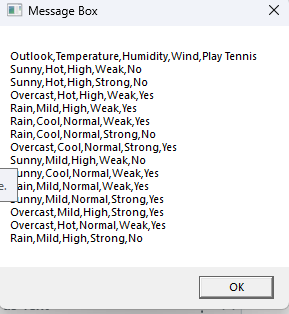 Message Box
Outlook,Temperature,Humidity,Wind,Play Tennis
Sunny,Hot,High,Weak,No
Sunny,Hot,High,Strong,No
Overcast,Hot,High,Weak,Yes
Rain,Mild,High,Weak,Yes
Rain,Cool,Normal,Weak,Yes
Rain,Cool,Normal,Strong,No
Overcast,Cool,Normal,Strong,Yes
Sunny,Mild,High,Weak,No
Sunny,Cool,Normal,Weak,Yes
e.
Rain,Mild,Normal,Weak,Yes
Sunny,Mild,Normal,Strong,Yes
Overcast,Mild,High,Strong,Yes
Overcast,Hot,Normal,Weak,Yes
Rain,Mild,High,Strong,No
OK